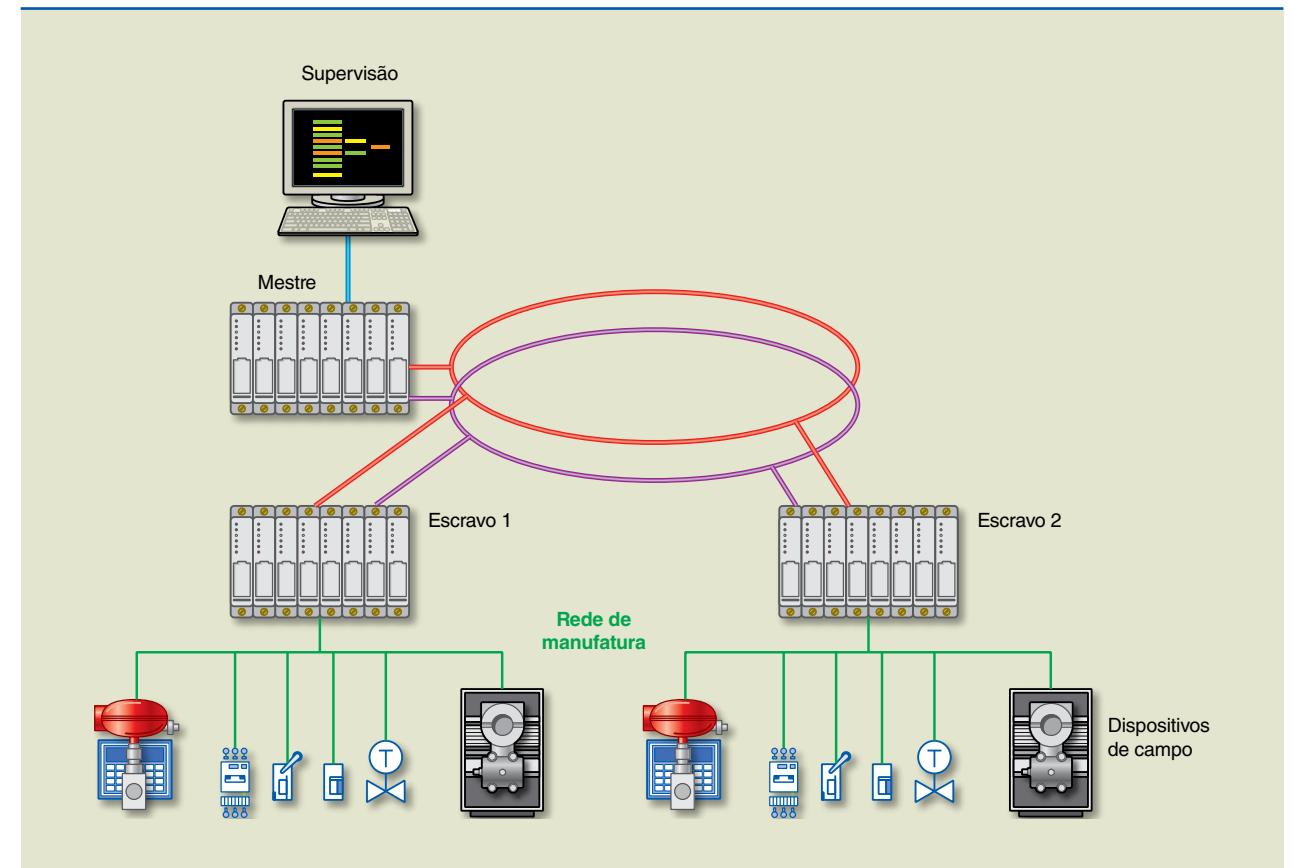 Supervisão
Mestre
Escravo 1
Escravo 2
Rede de
manufatura
T
T
Dispositivos
de campo